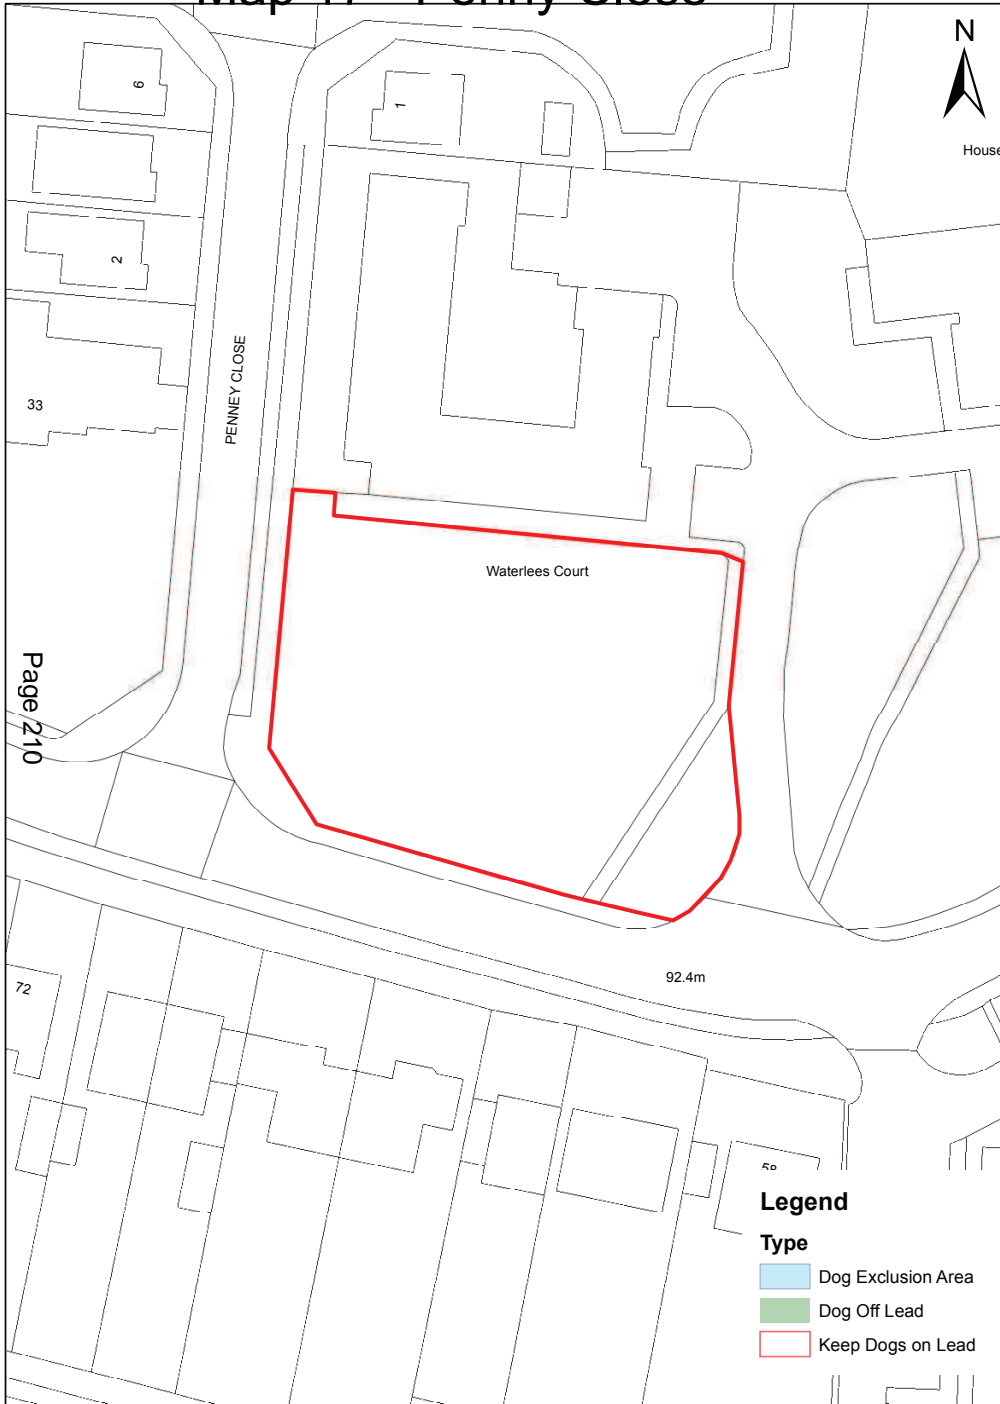 N
House
6
1
2
33
PENNEY CLOSE
Waterlees Court
Page 210
92.4m
72
Legend
Type
Dog Exclusion Area
Dog Off Lead
Keep Dogs on Lead